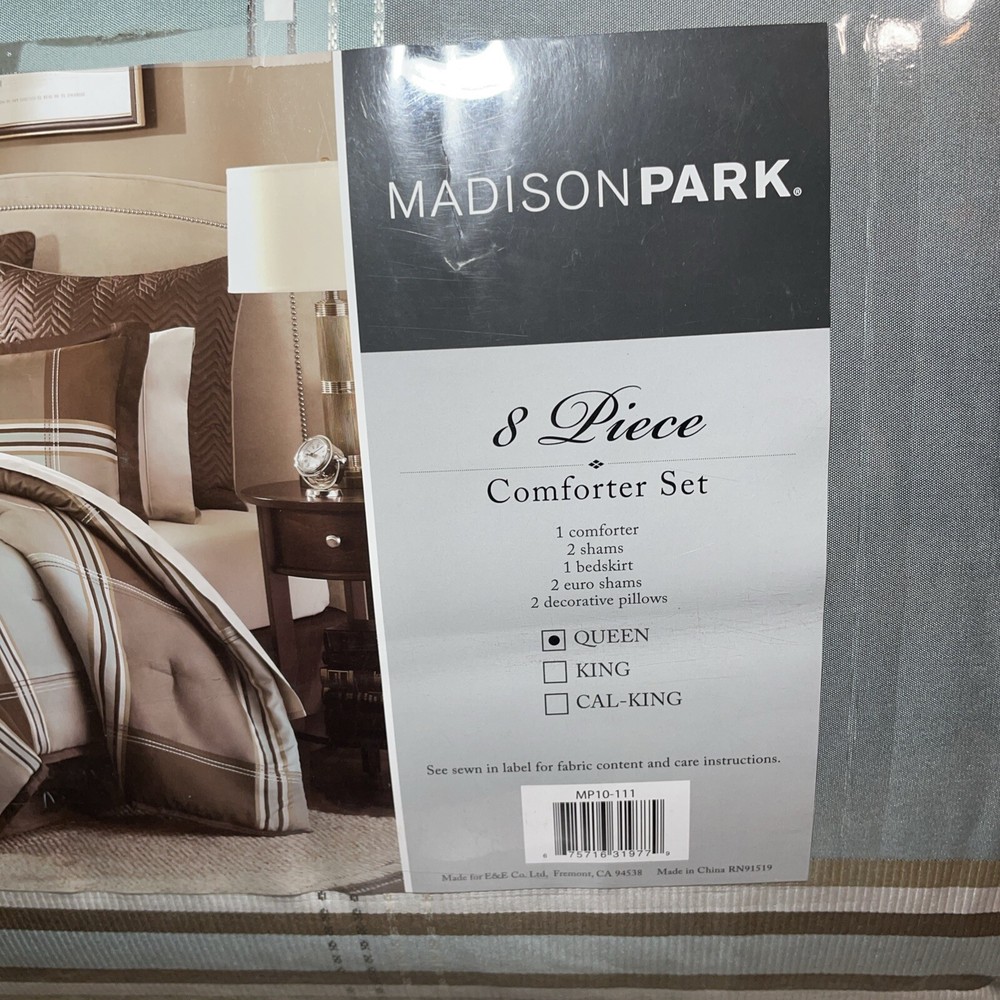 MADISONPARK®
8 Piece
Comforter Set
1 comforter
2 shams
1 bedskirt
2 euro shams
2 decorative pillows
QUEEN
KING
CAL-KING
See sewn in label for fabric content and care instructions.
MP10-111
6 75716 31977 9
Made for E&E Co. Ltd, Fremont, CA 94538 Made in China RN91519